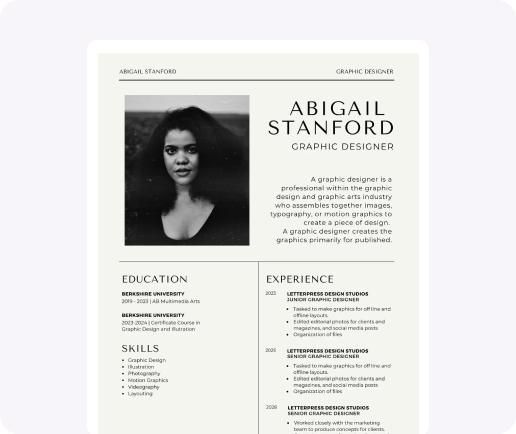 ABIGAIL STANFORD
GRAPHIC DESIGNER
ABIGAIL
STANFORD
GRAPHIC DESIGNER
A graphic designer is a
professional within the graphic
design and graphic arts industry
who assembles together images,
typography, or motion graphics to
create a piece of design.
A graphic designer creates the
graphics primarily for published.
EDUCATION
BERKSHIRE UNIVERSITY
2019 - 2023 | AB Multimedia Arts
BERKSHIRE UNIVERSITY
2023-2024 | Certificate Course in
Graphic Design and Illutration
SKILLS
Graphic Design
Illustration
Photography
Motion Graphics
Videography
Layouting
EXPERIENCE
2023
LETTERPRESS DESIGN STUDIOS
JUNIOR GRAPHIC DESIGNER
Tasked to make graphics for off line and
offline layouts.
Edited editorial photos for clients and
magazines, and social media posts
Organization of files
2025
LETTERPRESS DESIGN STUDIOS
SENIOR GRAPHIC DESIGNER
Tasked to make graphics for off line and
offline layouts.
Edited editorial photos for clients and
magazines, and social media posts
Organization of files
2028
LETTERPRESS DESIGN STUDIOS
SENIOR GRAPHIC DESIGNER
Worked closely with the marketing
team to produce concepts for clients.